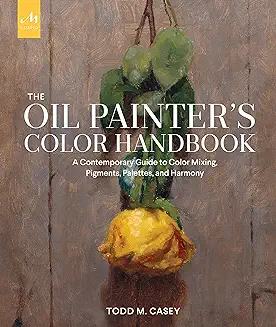 THE
OIL PAINTER'S
COLOR HANDBOOK
A Contemporary Guide to Color Mixing,
Pigments, Palettes, and Harmony
TODD M. CASEY